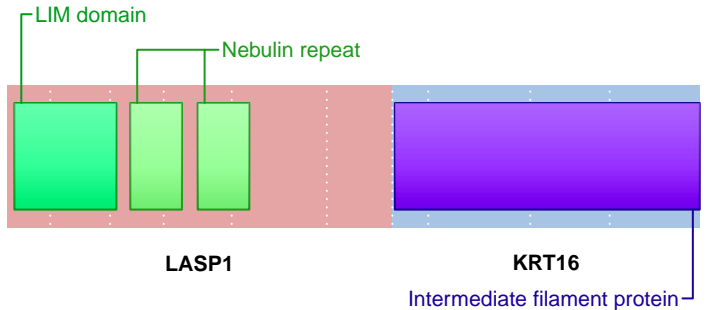 LIM domain
Nebulin repeat
LASP1
KRT16
Intermediate filament protein